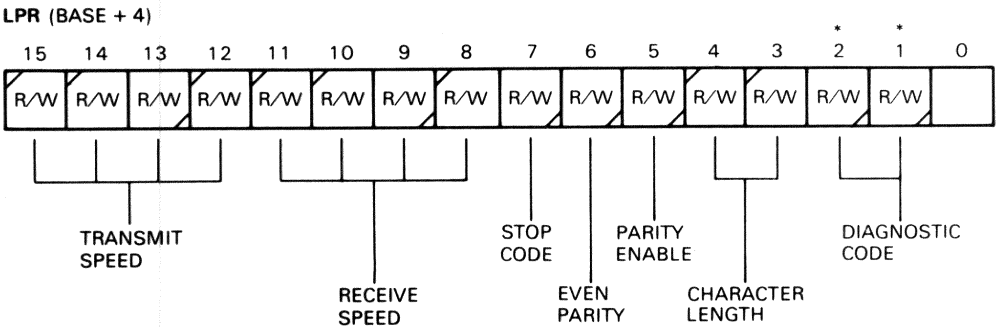 LPR (BASE + 4)
* *
15 14 13 12 11 10 9 8 7 6 5 4 3 2 1 0
R/W R/W R/W R/W R/W R/W R/W R/W R/W R/W R/W R/W R/W R/W R/W
TRANSMIT
SPEED
RECEIVE
SPEED
STOP
CODE
EVEN
PARITY
PARITY
ENABLE
CHARACTER
LENGTH
DIAGNOSTIC
CODE